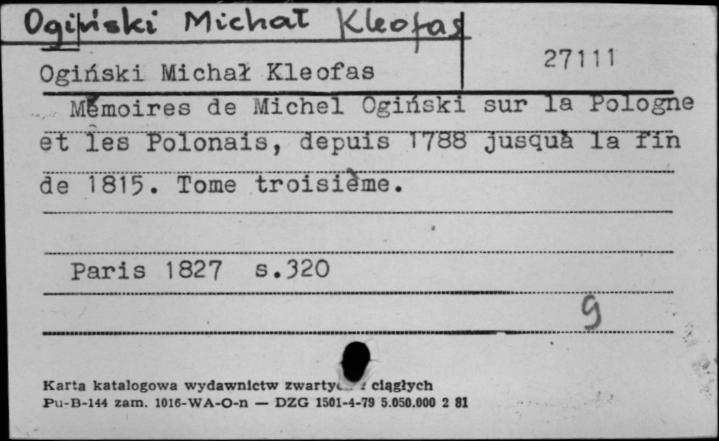 Ogiński Michał Kleofas
Ogiński Michał Kleofas 27111
Mémoires de Michel Ogiński sur la Pologne
et les Polonais, depuis 1788 jusquà la fin
de 1815. Tome troisième.
Paris 1827 s.320
9
Karta katalogowa wydawnictw ciągłych
Pu-B-144 zam. 1016-WA-O-n — DZG 1501-4-79 5.050.000 2 81